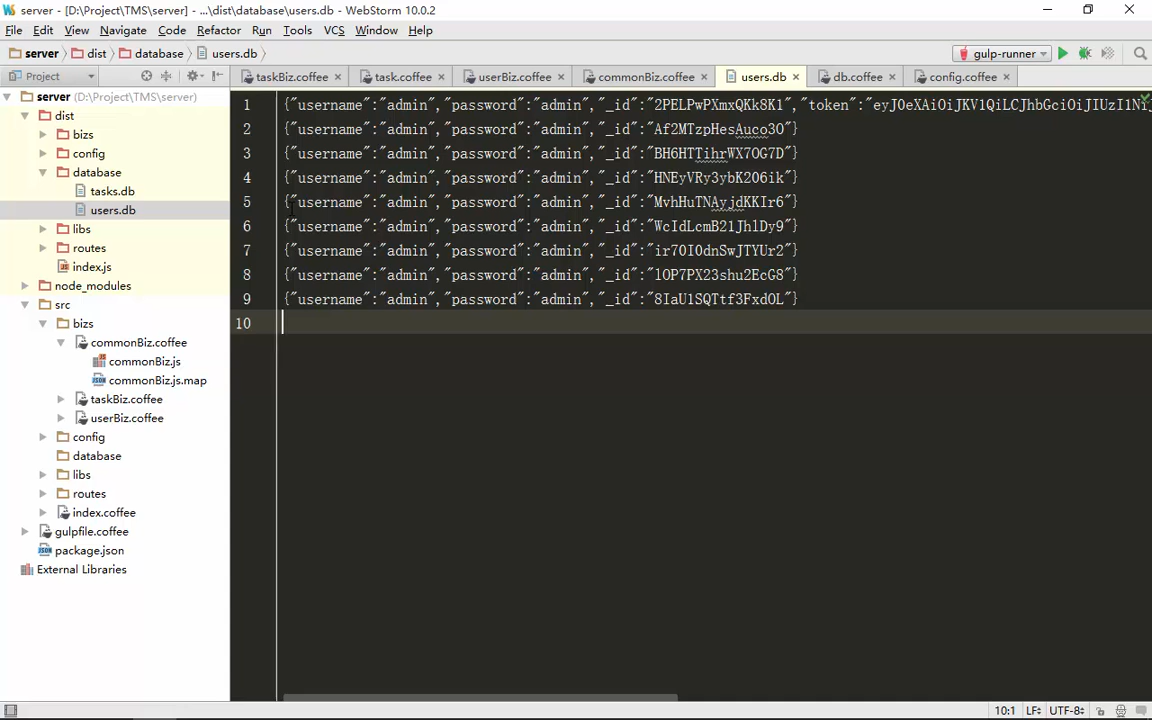 server - [D:\Project\TMS\server] - ...\dist\database\users.db - WebStorm 10.0.2
File Edit View Navigate Code Refactor Run Tools VCS Window Help
server dist database users.db gulp-runner
Project taskBiz.coffee task.coffee userBiz.coffee commonBiz.coffee users.db db.coffee config.coffee
server (D:\Project\TMS\server)
dist
bizs
config
database
tasks.db
users.db
libs
routes
index.js
node_modules
src
bizs
commonBiz.coffee
commonBiz.js
commonBiz.js.map
taskBiz.coffee
userBiz.coffee
config
database
libs
routes
index.coffee
gulpfile.coffee
package.json
External Libraries
1 {"username":"admin","password":"admin","_id":"2PELPwPXmxQKk8K1","token":"eyJ0eXAiOiJKV1QiLCJhbGciOiJIUzI1NiJ
2 {"username":"admin","password":"admin","_id":"Af2MTzpHesAuco3O"}
3 {"username":"admin","password":"admin","_id":"BH6HTTihrWX7OG7D"}
4 {"username":"admin","password":"admin","_id":"HNEyVRy3ybK2O6ik"}
5 {"username":"admin","password":"admin","_id":"MvhHuTNAyjdKKIr6"}
6 {"username":"admin","password":"admin","_id":"WcIdLcmB21Jh1Dy9"}
7 {"username":"admin","password":"admin","_id":"ir70I0dnSwJTYUr2"}
8 {"username":"admin","password":"admin","_id":"lOP7PX23shu2EcG8"}
9 {"username":"admin","password":"admin","_id":"8IaU1SQTtf3FxdOL"}
10
10:1 LF UTF-8